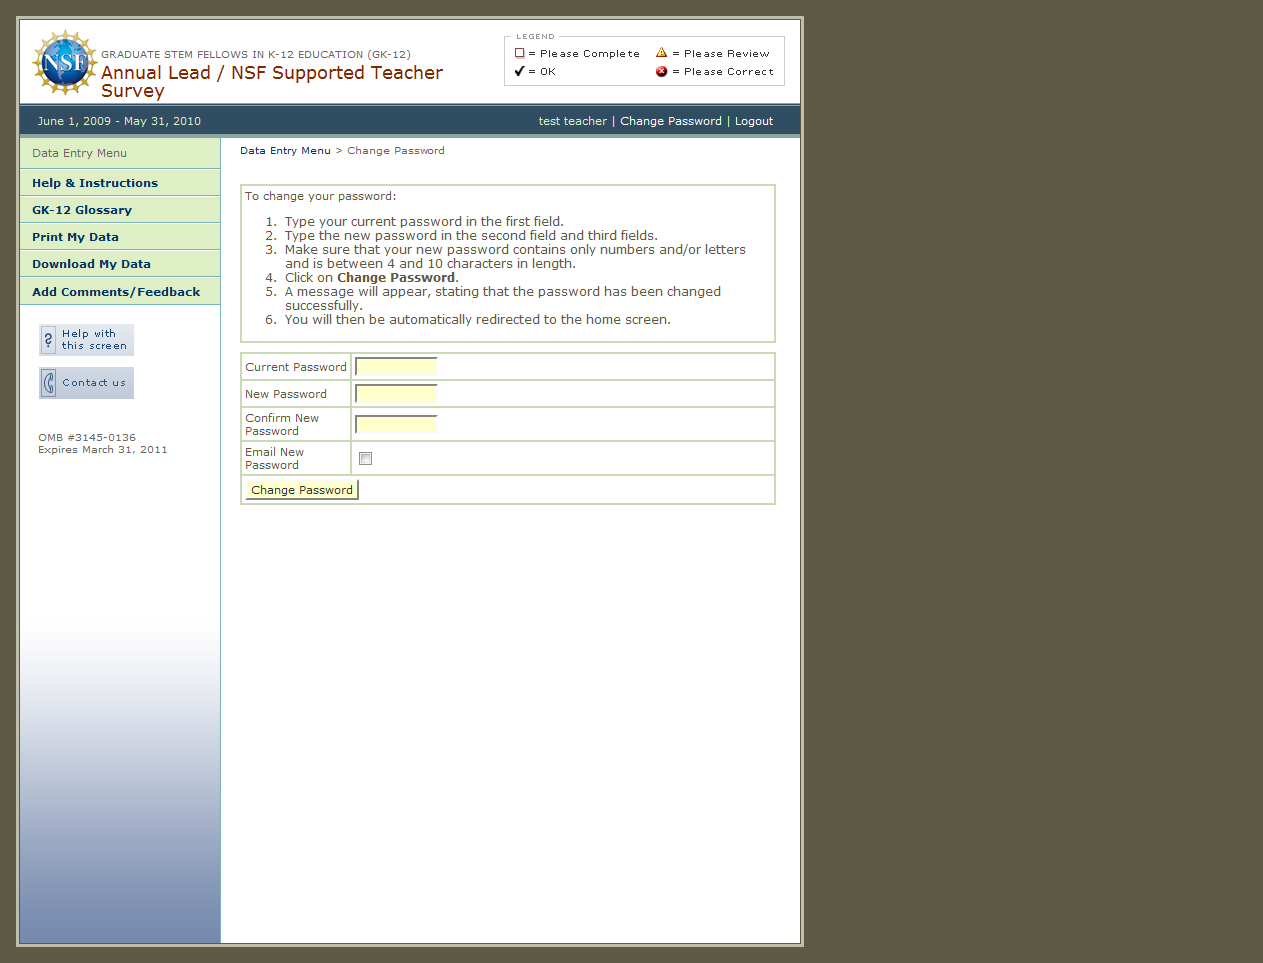 NSF
GRADUATE STEM FELLOWS IN K-12 EDUCATION (GK-12)
Annual Lead / NSF Supported Teacher
Survey
LEGEND
= Please Complete
= Please Review
= OK
= Please Correct
June 1, 2009 - May 31, 2010
test teacher | Change Password | Logout
Data Entry Menu
Help & Instructions
GK-12 Glossary
Print My Data
Download My Data
Add Comments/Feedback
? Help with
this screen
Contact us
OMB #3145-0136
Expires March 31, 2011
Data Entry Menu > Change Password
To change your password:
1. Type your current password in the first field.
2. Type the new password in the second field and third fields.
3. Make sure that your new password contains only numbers and/or letters
and is between 4 and 10 characters in length.
4. Click on Change Password.
5. A message will appear, stating that the password has been changed
successfully.
6. You will then be automatically redirected to the home screen.
Current Password
New Password
Confirm New
Password
Email New
Password
Change Password